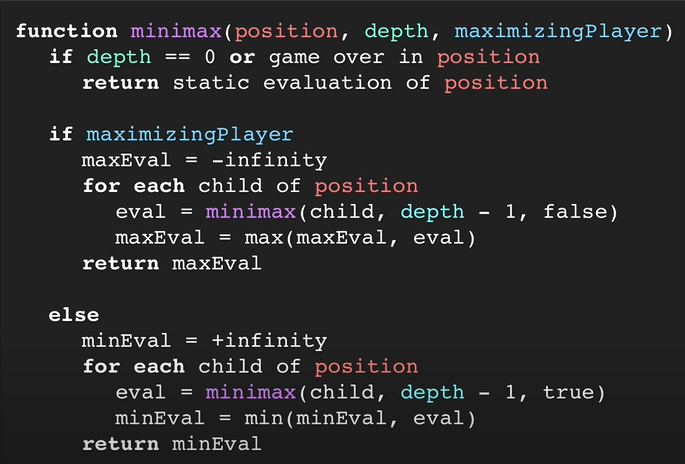 function minimax(position, depth, maximizingPlayer)
if depth == 0 or game over in position
return static evaluation of position
if maximizingPlayer
maxEval = -infinity
for each child of position
eval = minimax(child, depth - 1, false)
maxEval = max(maxEval, eval)
return maxEval
else
minEval = +infinity
for each child of position
eval = minimax(child, depth - 1, true)
minEval = min(minEval, eval)
return minEval